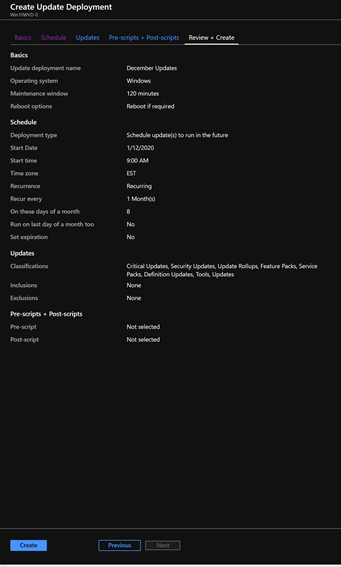 Create Update Deployment
Win10WVD-0
Basics Schedule Updates Pre-scripts + Post-scripts Review + Create
Basics
Update deployment name December Updates
Operating system Windows
Maintenance window 120 minutes
Reboot options Reboot if required
Schedule
Deployment type Schedule update(s) to run in the future
Start Date 1/12/2020
Start time 9:00 AM
Time zone EST
Recurrence Recurring
Recur every 1 Month(s)
On these days of a month 8
Run on last day of a month too No
Set expiration No
Updates
Classifications Critical Updates, Security Updates, Update Rollups, Feature Packs, Service
Packs, Definition Updates, Tools, Updates
Inclusions None
Exclusions None
Pre-scripts + Post-scripts
Pre-script Not selected
Post-script Not selected
Create Previous Next